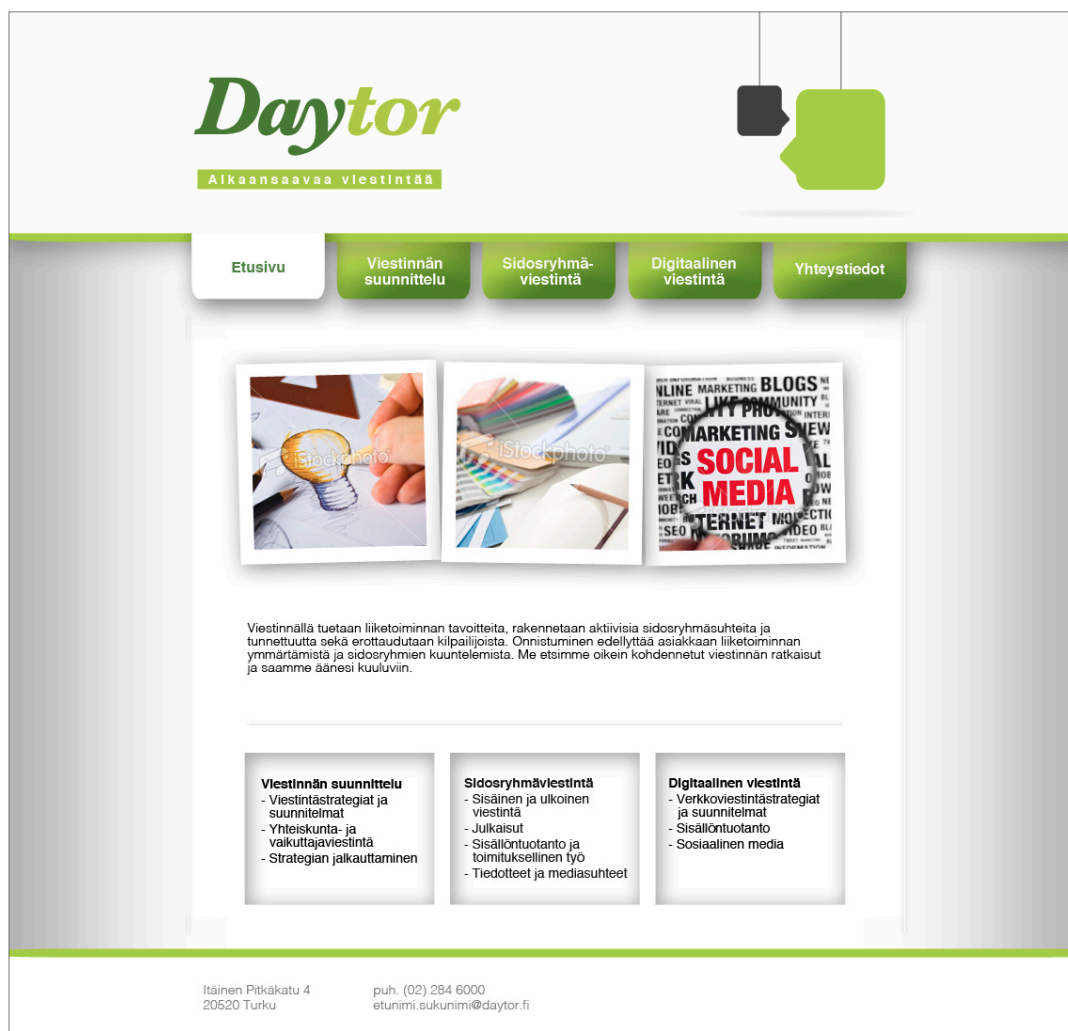 Daytor
Aikaansaavaa viestintää
Etusivu
Viestinnän
suunnittelu
Sidosryhmä-
viestintä
Digitaalinen
viestintä
Yhteystiedot
iStockphoto
iStockphoto
NLINE MARKETING BLOGS
LIKE COMMUNITY
MARKETING
SOCIAL
MEDIA
SEO
VIDEO
Viestinnällä tuetaan liiketoiminnan tavoitteita, rakennetaan aktiivisia sidosryhmäsuhteita ja
tunnettuutta sekä erottaudutaan kilpailijoista. Onnistuminen edellyttää asiakkaan liiketoiminnan
ymmärtämistä ja sidosryhmien kuuntelemista. Me etsimme oikein kohdennetut viestinnän ratkaisut
ja saamme äänesi kuuluviin.
Viestinnän suunnittelu
- Viestintästrategiat ja
suunnitelmat
- Yhteiskunta- ja
vaikuttajaviestintä
- Strategian jalkauttaminen
Sidosryhmäviestintä
- Sisäinen ja ulkoinen
viestintä
- Julkaisut
- Sisällöntuotanto ja
toimituksellinen työ
- Tiedotteet ja mediasuhteet
Digitaalinen viestintä
- Verkkoviestintästrategiat
ja suunnitelmat
- Sisällöntuotanto
- Sosiaalinen media
Itäinen Pitkäkatu 4
20520 Turku
puh. (02) 284 6000
etunimi.sukunimi@daytor.fi